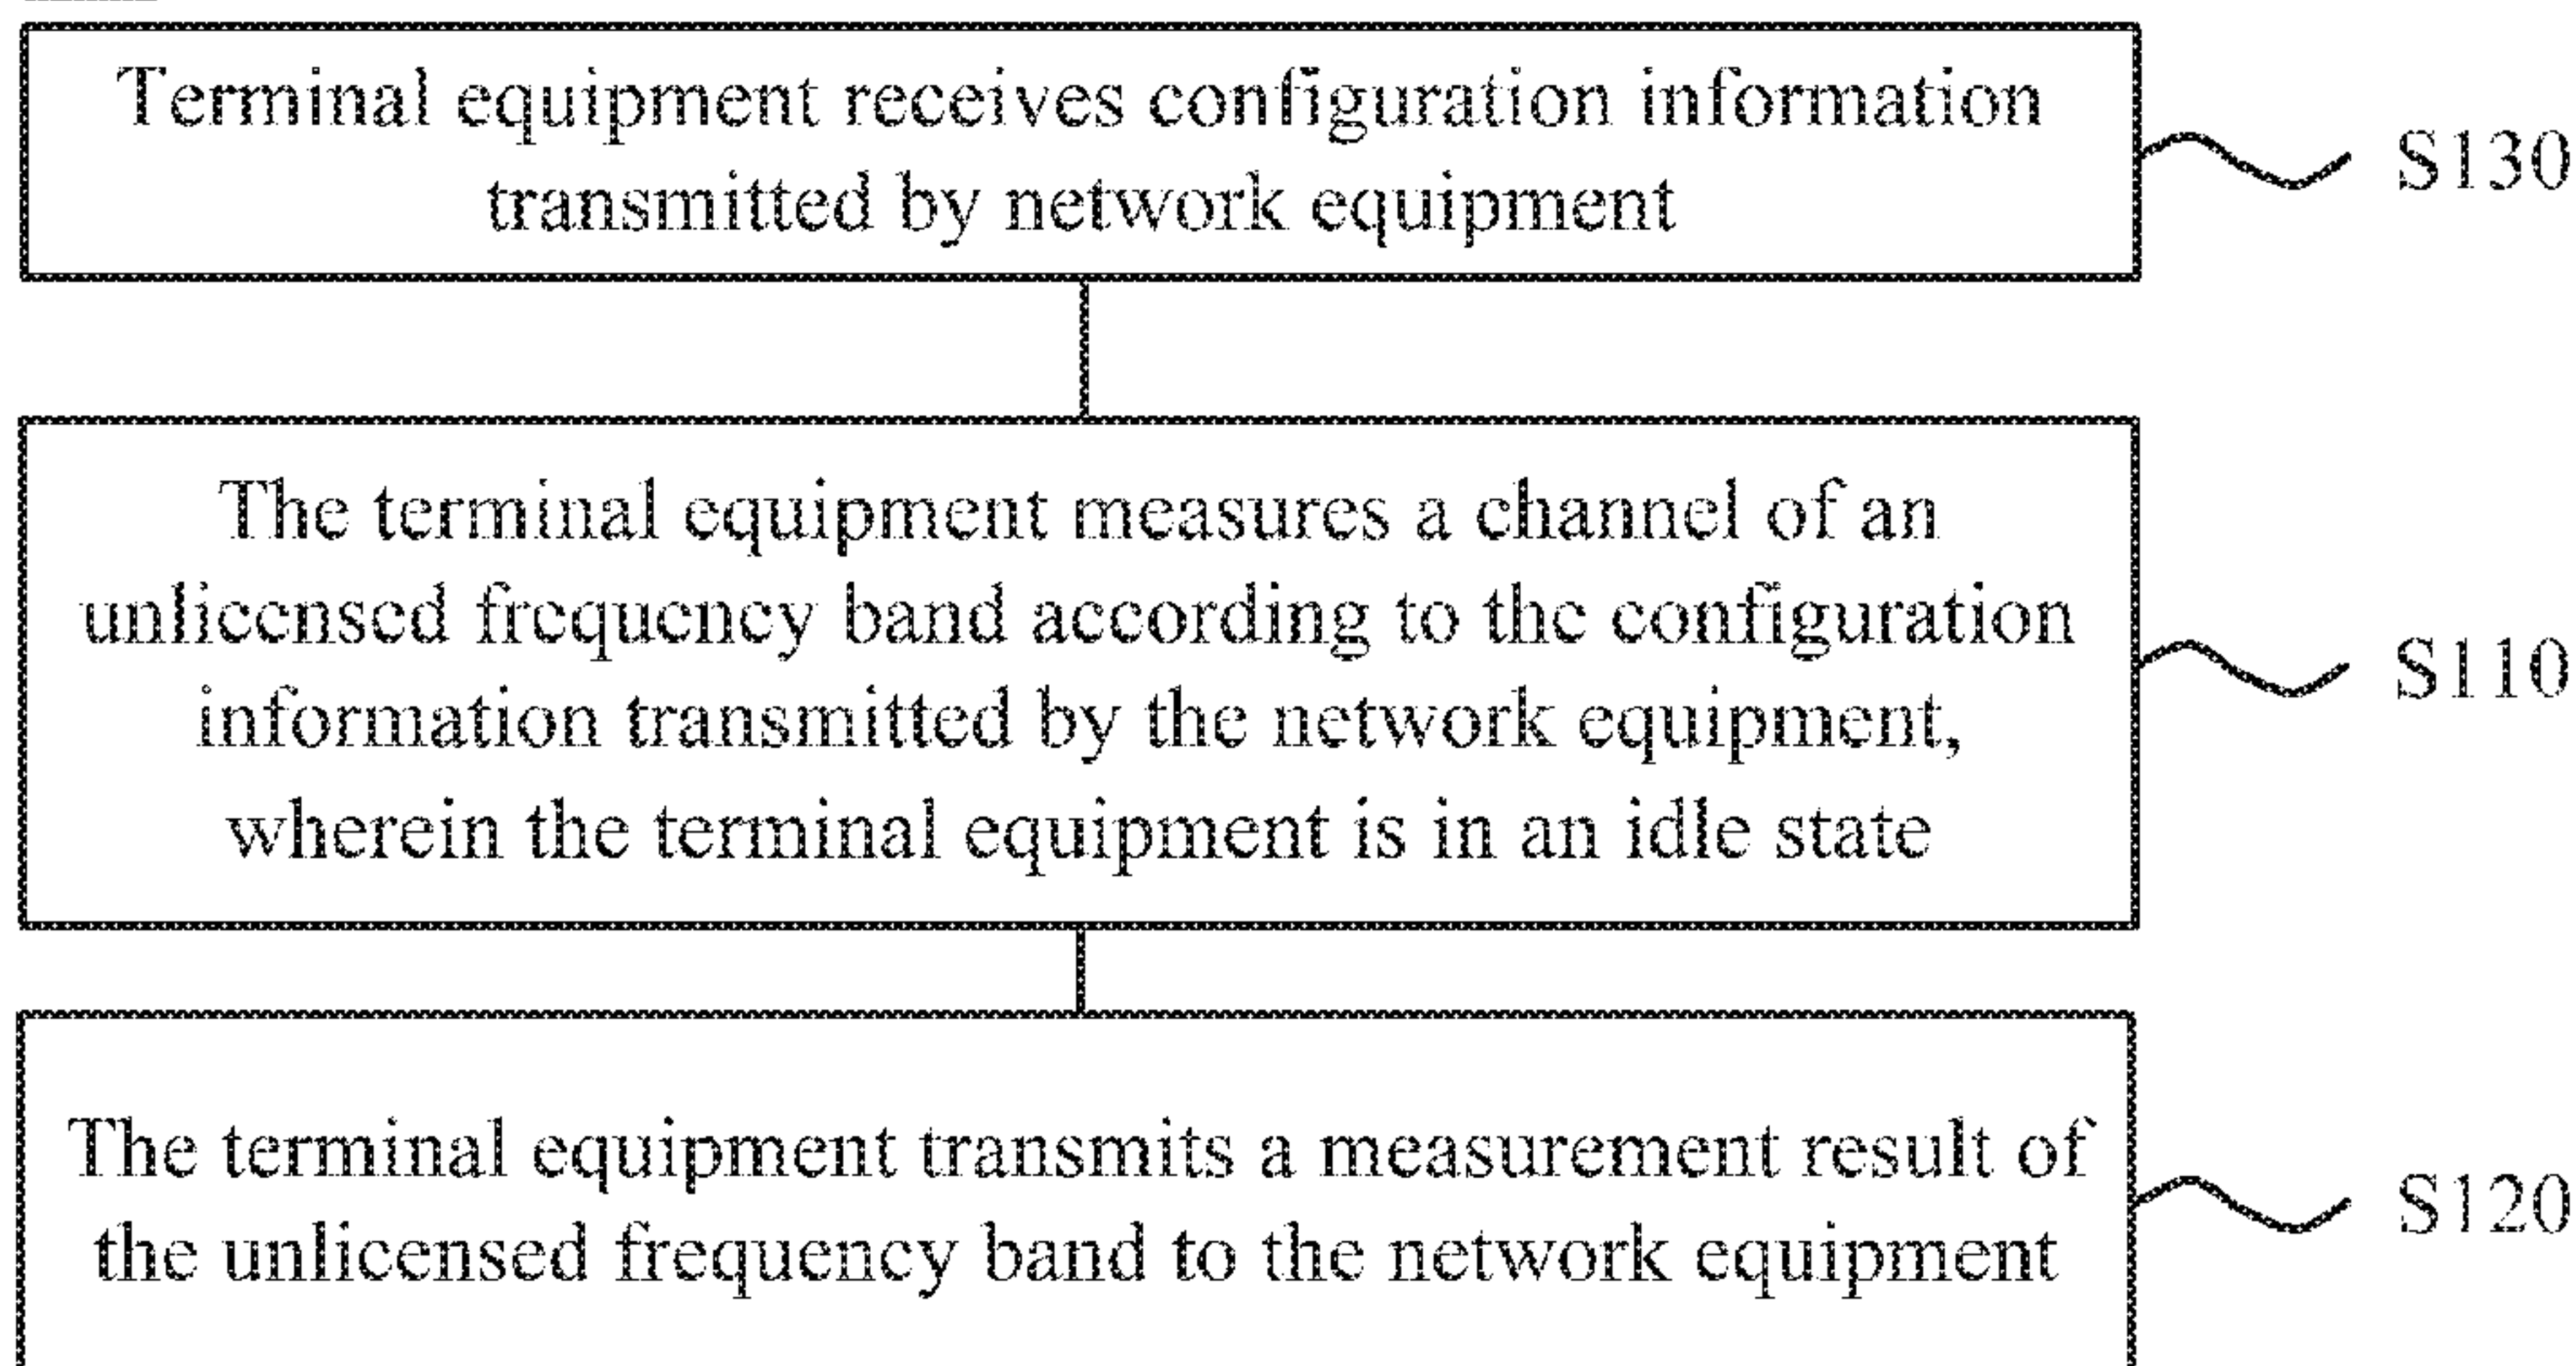 Terminal equipment receives configuration information
transmitted by network equipment
S130
The terminal equipment measures a channel of an
unlicensed frequency band according to the configuration
information transmitted by the network equipment,
wherein the terminal equipment is in an idle state
S110
The terminal equipment transmits a measurement result of
the unlicensed frequency band to the network equipment
S120